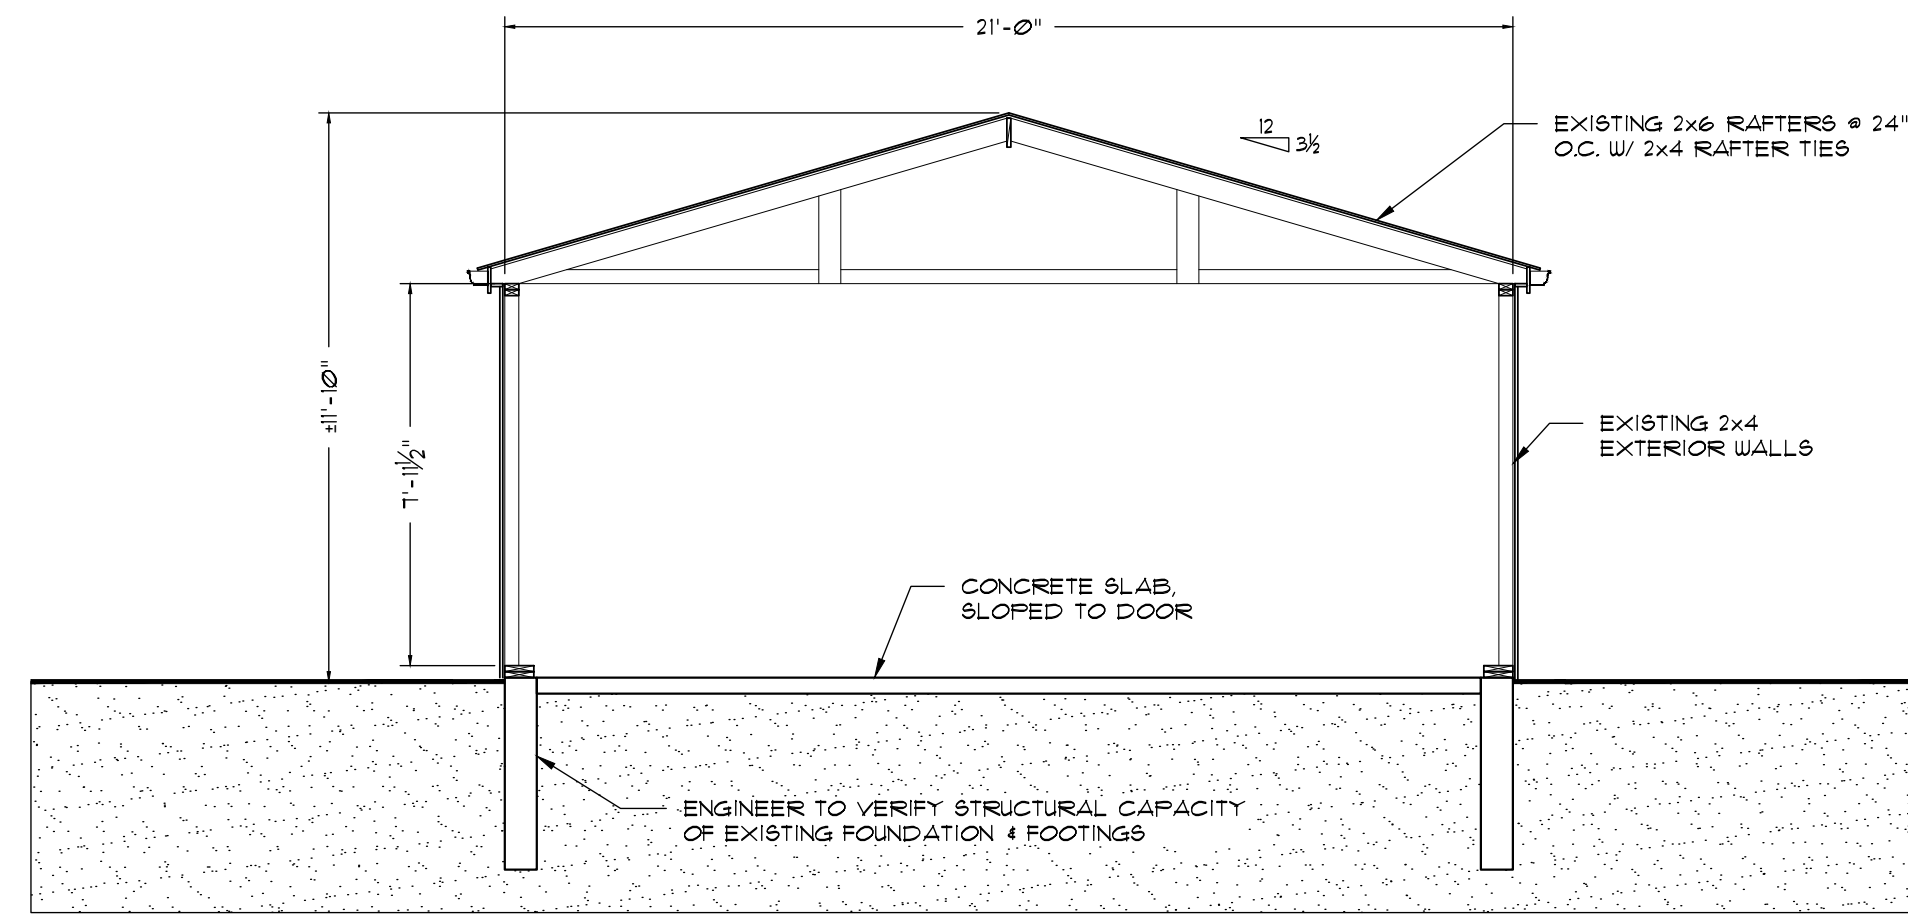 21'-0"
12
3½
EXISTING 2x6 RAFTERS @ 24"
O.C. W/ 2x4 RAFTER TIES
±11'-10"
7'-11½"
EXISTING 2x4
EXTERIOR WALLS
CONCRETE SLAB,
SLOPED TO DOOR
ENGINEER TO VERIFY STRUCTURAL CAPACITY
OF EXISTING FOUNDATION & FOOTINGS